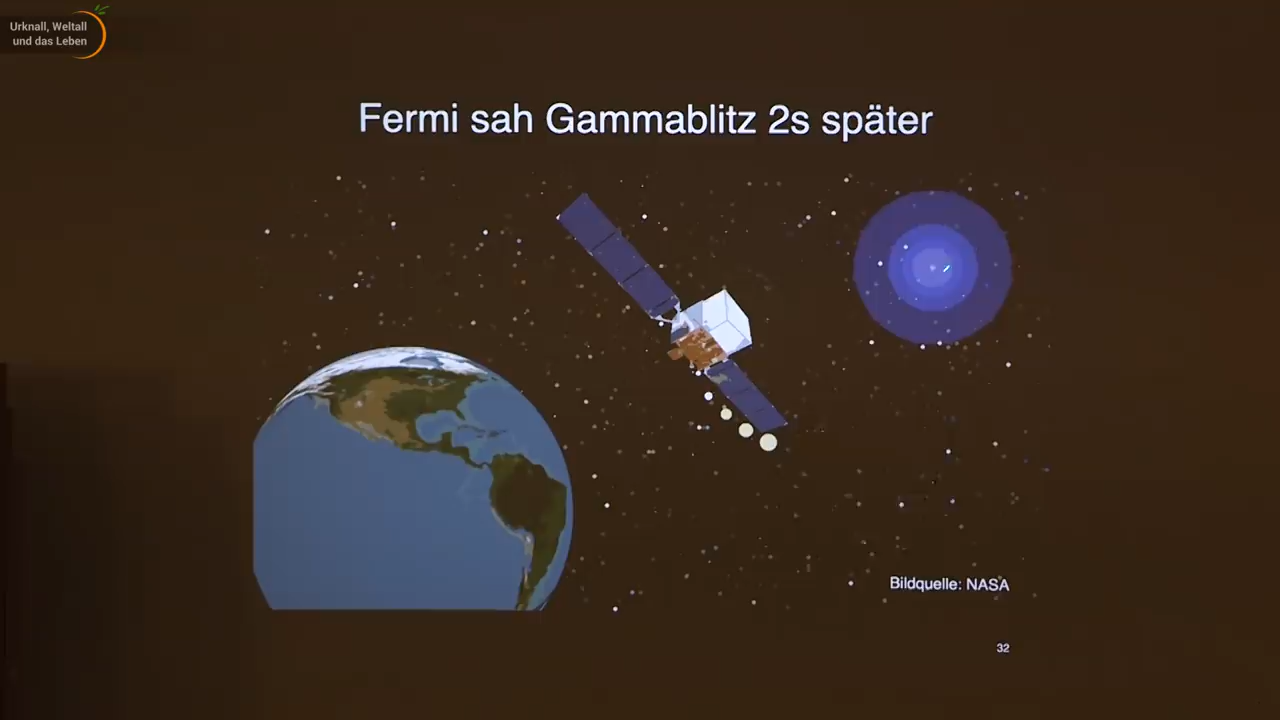 Urknall, Weltall
und das Leben
Fermi sah Gammablitz 2s später
Bildquelle: NASA
32